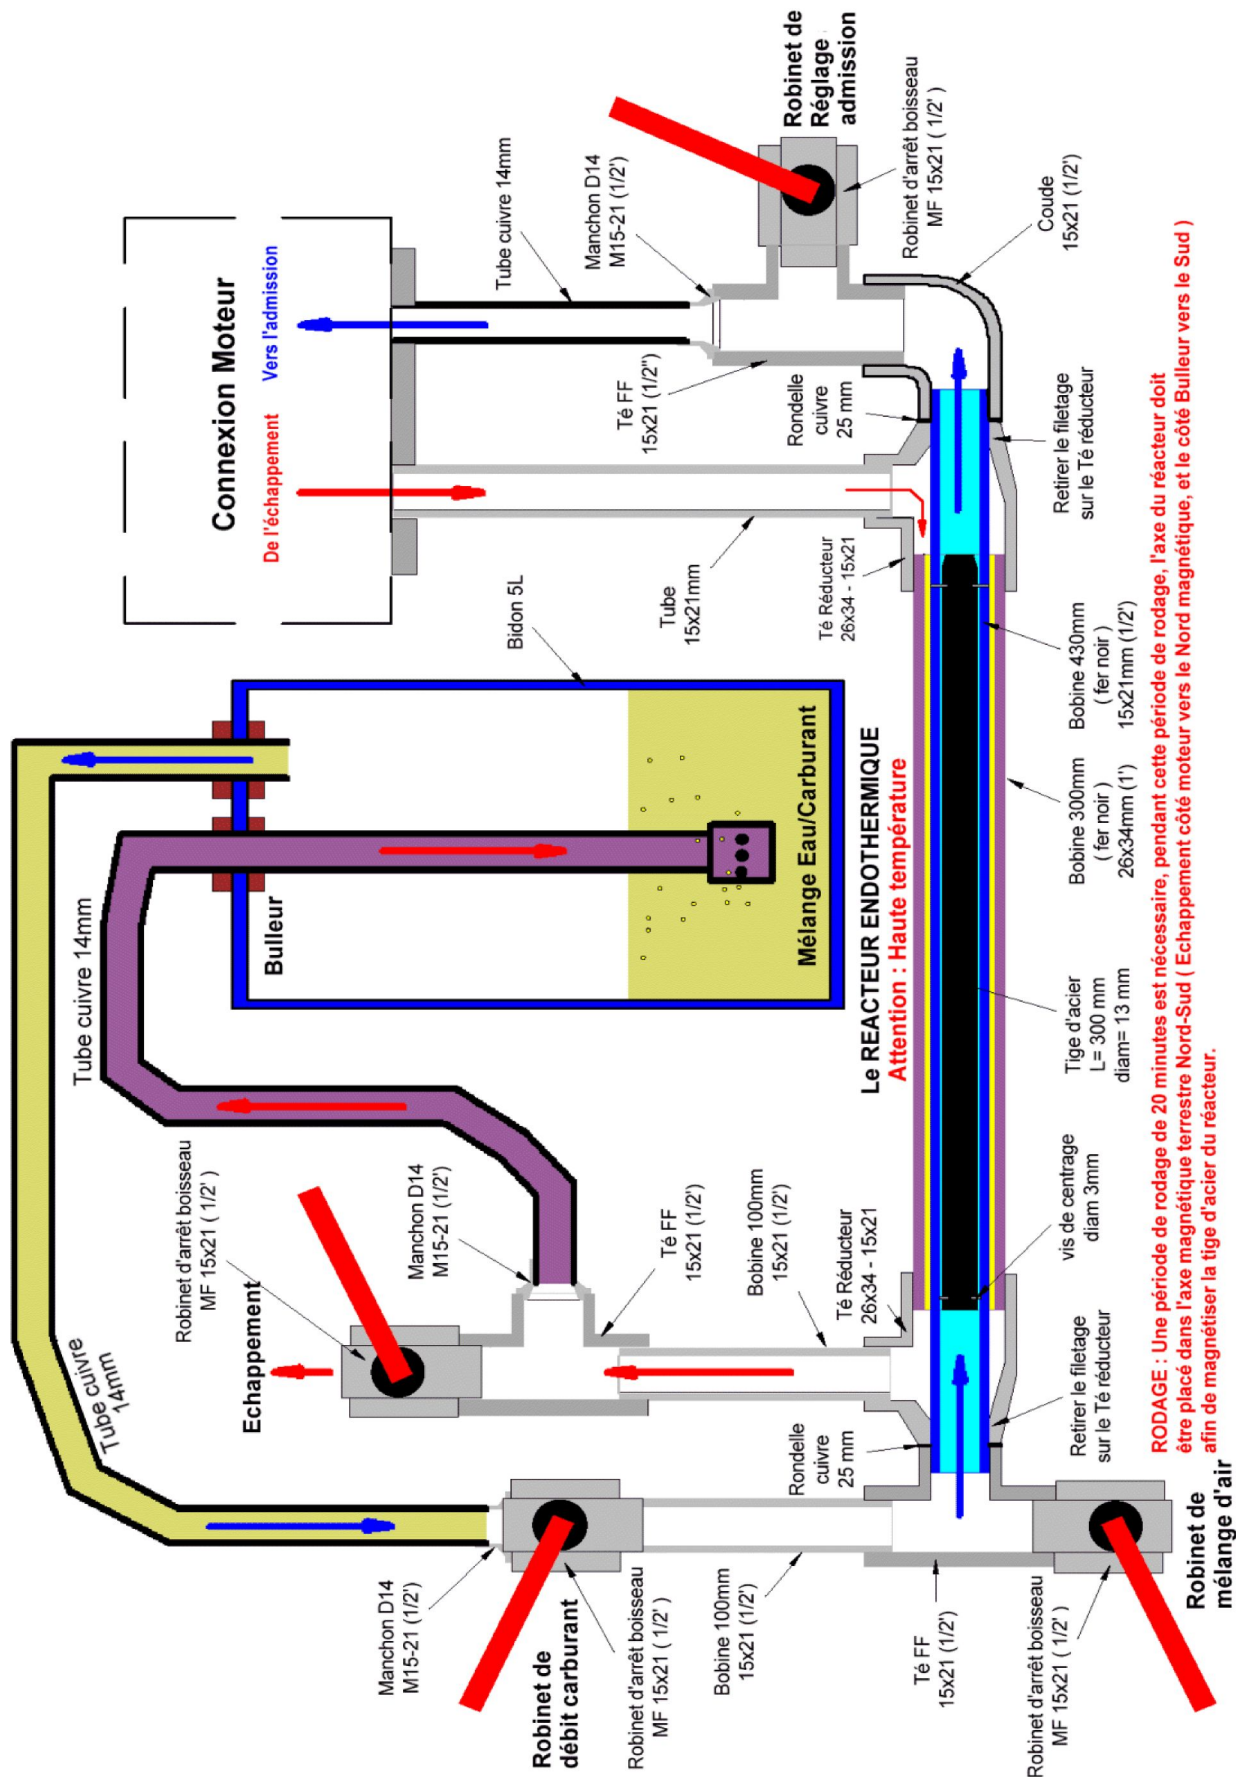 Connexion Moteur
De l'échappement
Vers l'admission
Tube cuivre 14mm
Manchon D14
M15-21 (1/2')
Robinet de
Réglage
admission
Robinet d'arrêt boisseau
MF 15x21 ( 1/2' )
Coude
15x21 (1/2')
Té FF
15x21 (1/2")
Rondelle
cuivre
25 mm
Retirer le filetage
sur le Té réducteur
Tube
15x21mm
Té Réducteur
26x34 - 15x21
Bidon 5L
Bulleur
Mélange Eau/Carburant
Tube cuivre 14mm
Tube cuivre
14mm
Le REACTEUR ENDOTHERMIQUE
Attention : Haute température
Bobine 430mm
( fer noir )
15x21mm (1/2')
Bobine 300mm
( fer noir )
26x34mm (1')
Tige d'acier
L= 300 mm
diam= 13 mm
vis de centrage
diam 3mm
Robinet d'arrêt boisseau
MF 15x21 ( 1/2' )
Echappement
Manchon D14
M15-21 (1/2')
Té FF
15x21 (1/2')
Bobine 100mm
15x21 (1/2')
Té Réducteur
26x34 - 15x21
Retirer le filetage
sur le Té réducteur
Rondelle
cuivre
25 mm
Manchon D14
M15-21 (1/2')
Robinet de
débit carburant
Robinet d'arrêt boisseau
MF 15x21 ( 1/2' )
Bobine 100mm
15x21 (1/2')
Té FF
15x21 (1/2')
Robinet d'arrêt boisseau
MF 15x21 ( 1/2' )
Robinet de
mélange d'air
RODAGE : Une période de rodage de 20 minutes est nécessaire, pendant cette période de rodage, l'axe du réacteur doit
être placé dans l'axe magnétique terrestre Nord-Sud ( Echappement côté moteur vers le Nord magnétique, et le côté Bulleur vers le Sud )
afin de magnétiser la tige d'acier du réacteur.